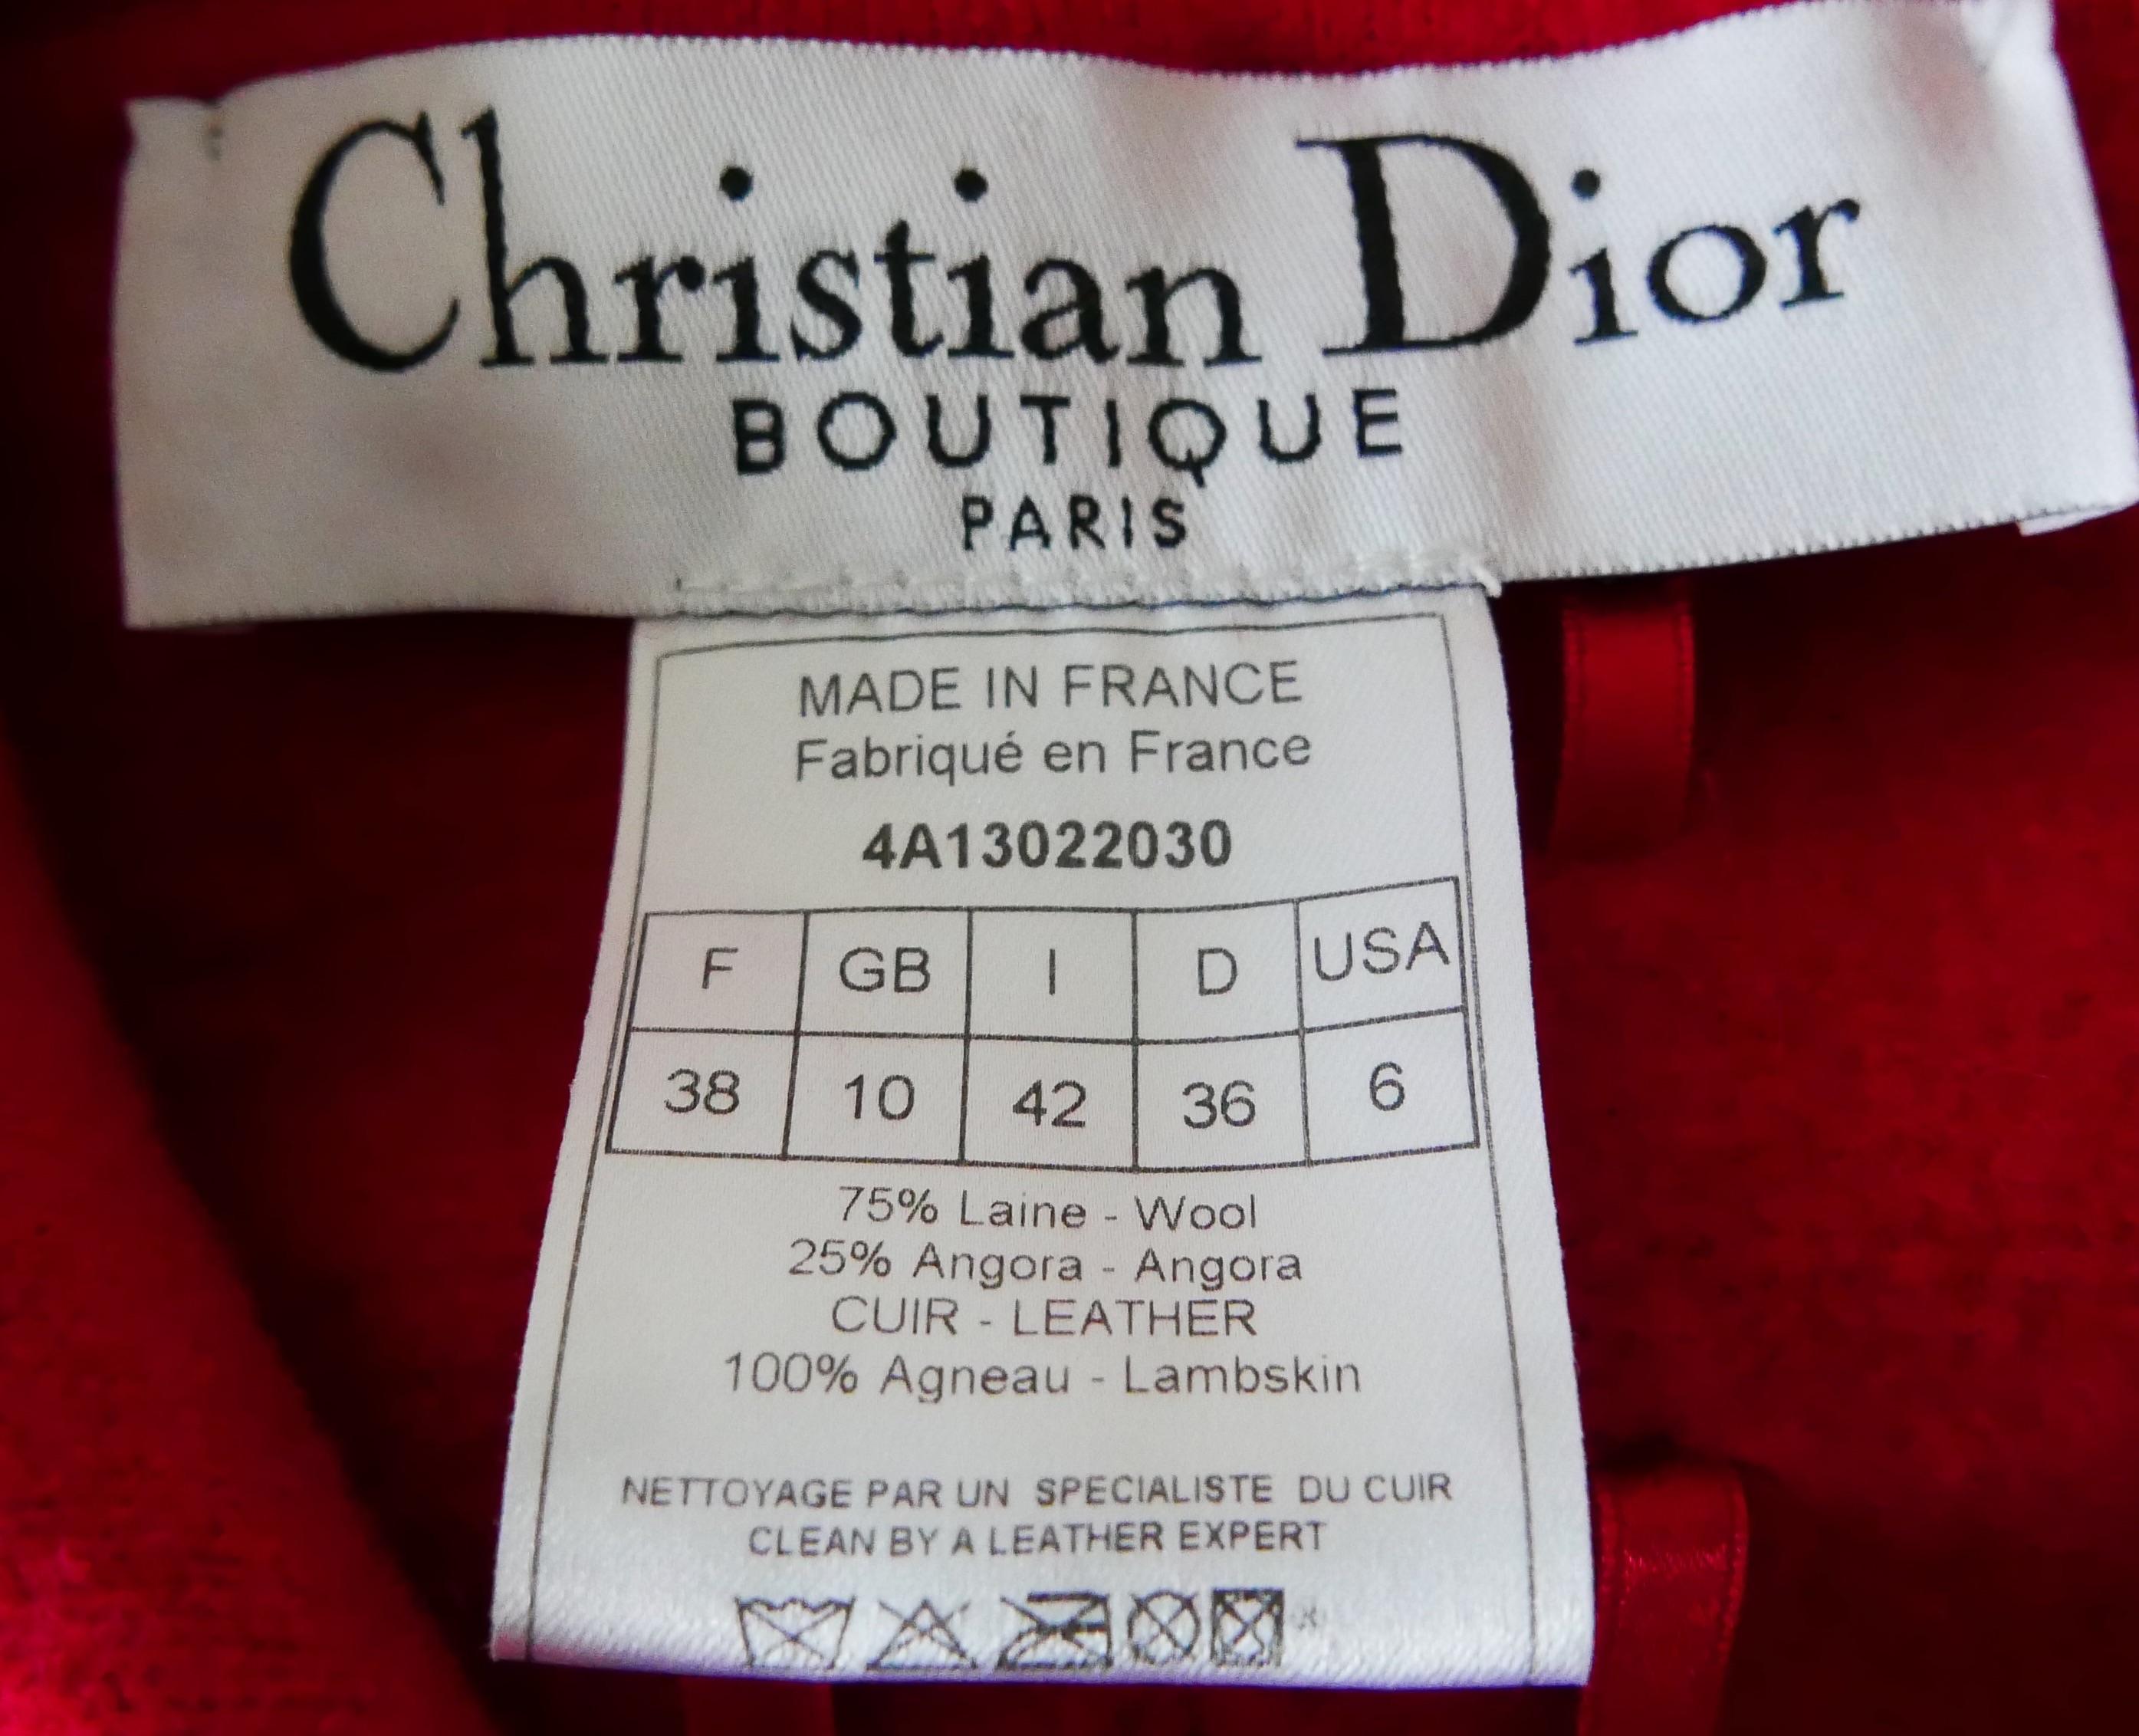 Christian Dior
BOUTIQUE
PARIS
MADE IN FRANCE
Fabriqué en France
4A13022030
F GB I D USA
38 10 42 36 6
75% Laine - Wool
25% Angora - Angora
CUIR - LEATHER
100% Agneau - Lambskin
NETTOYAGE PAR UN SPECIALISTE DU CUIR
CLEAN BY A LEATHER EXPERT